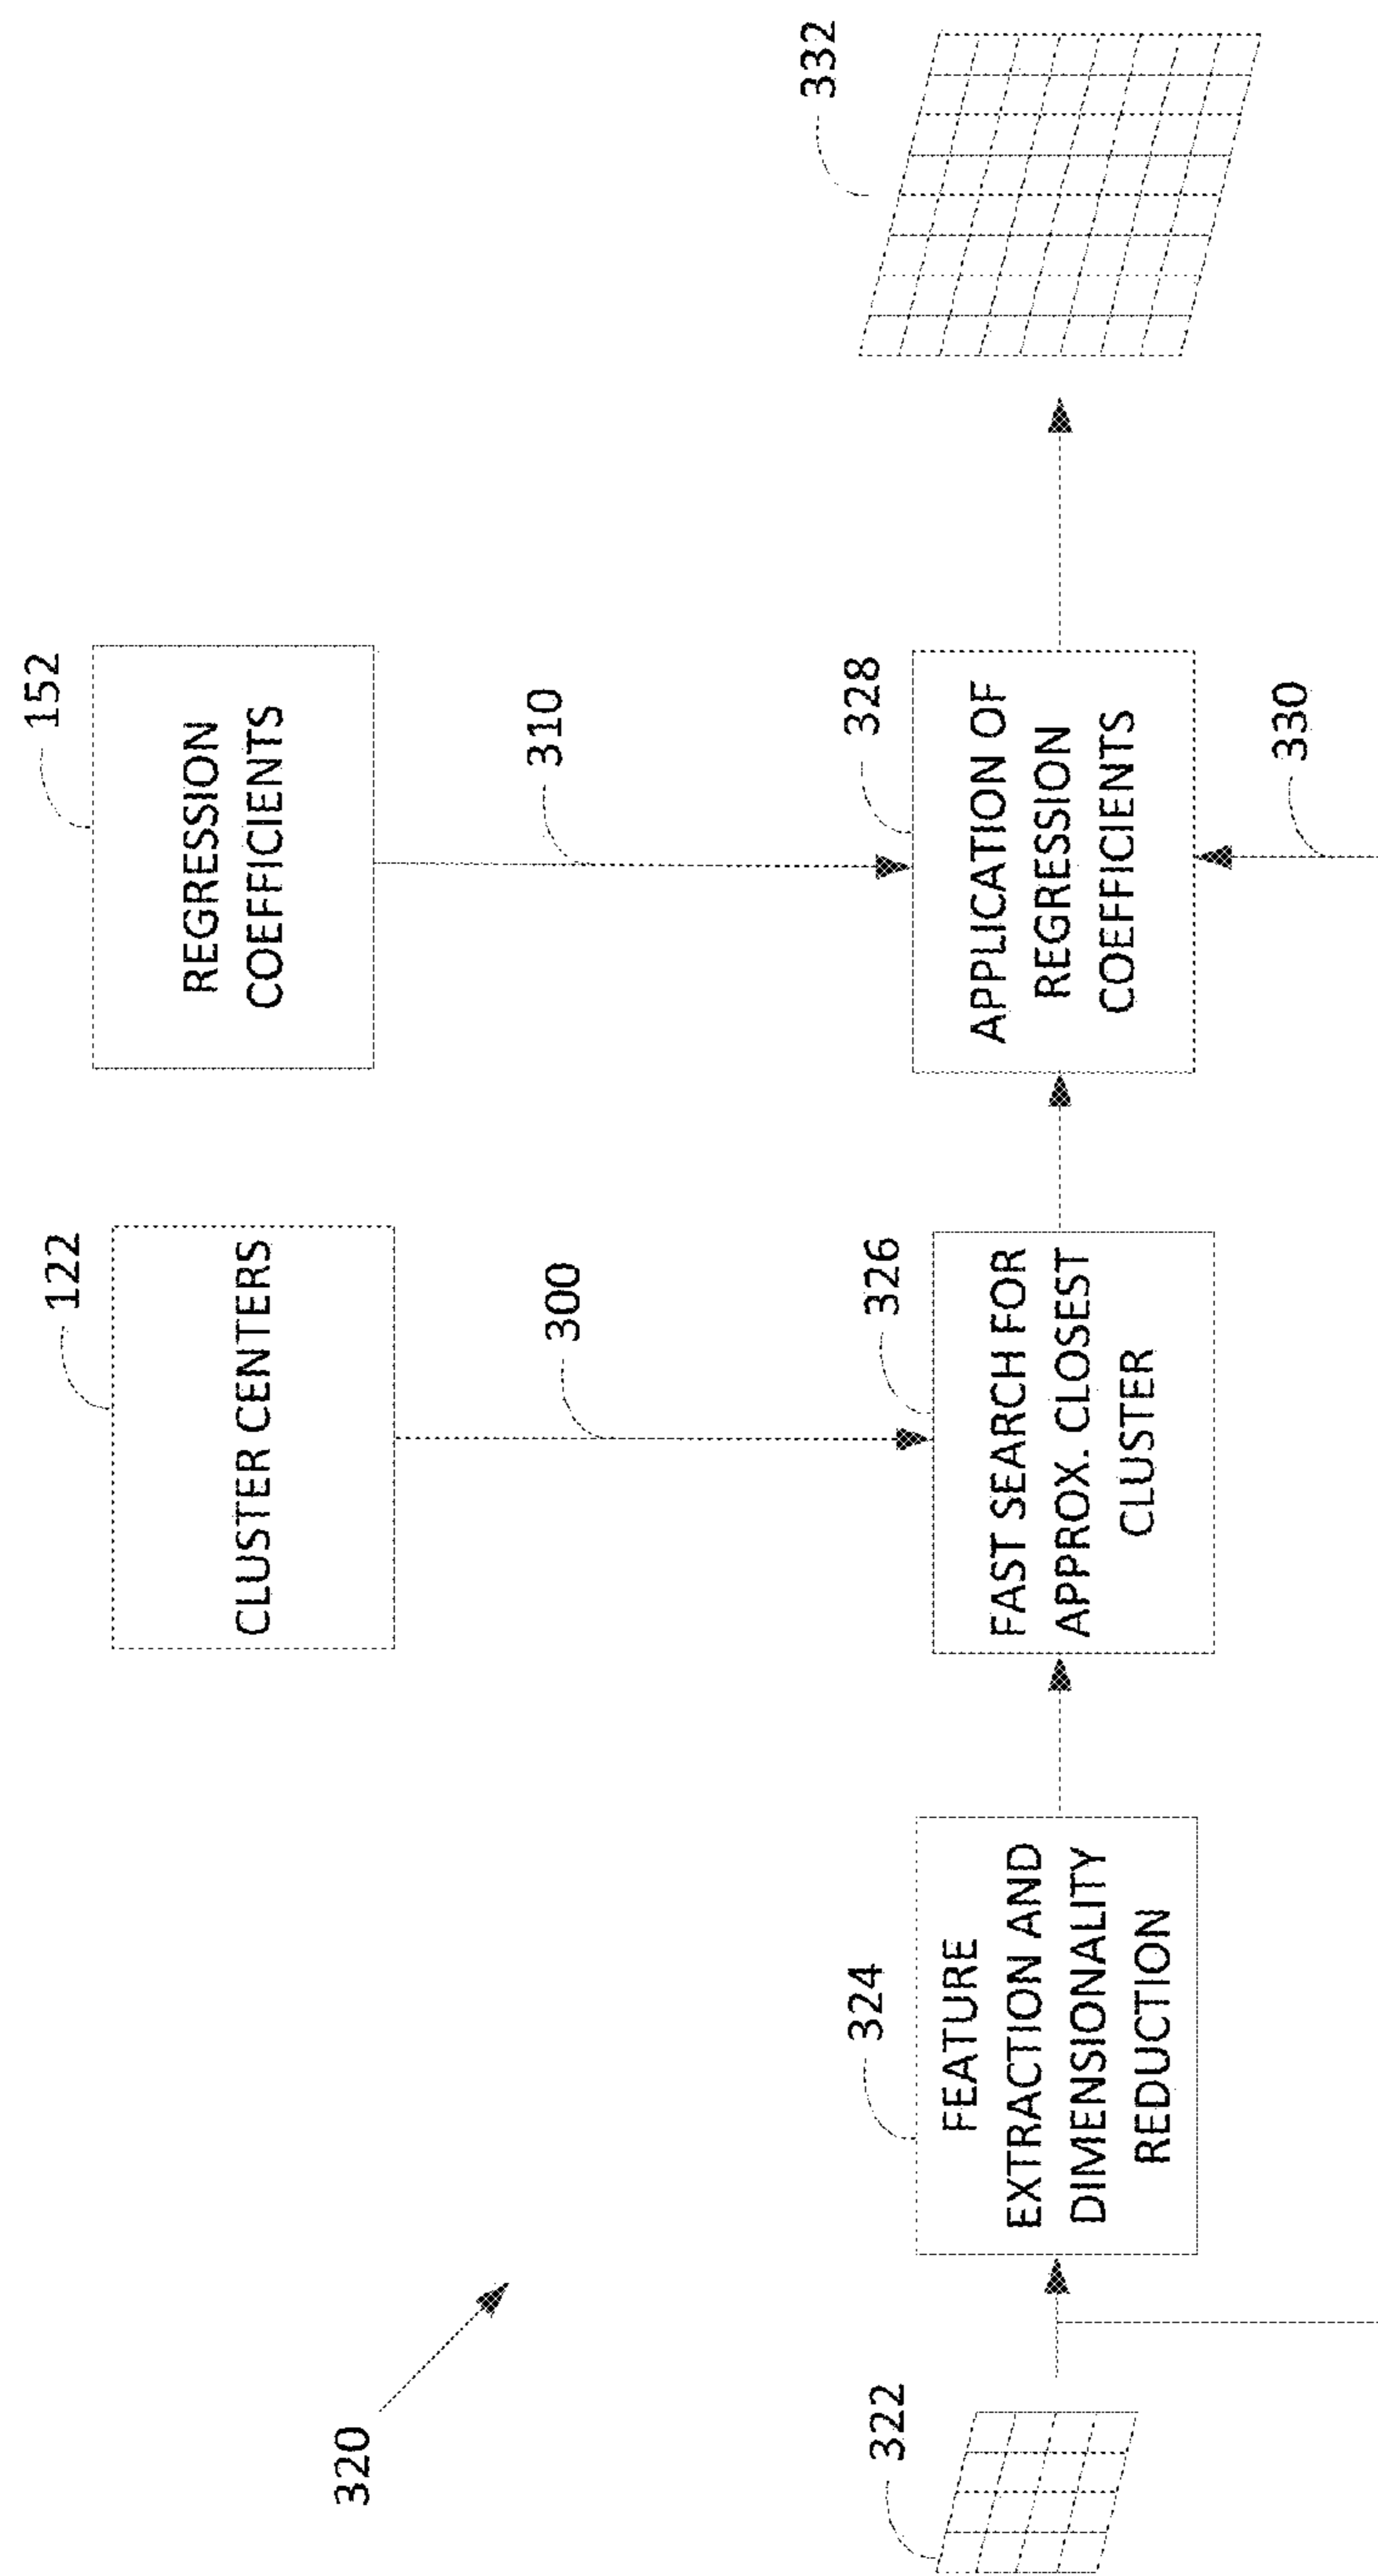 320
122
CLUSTER CENTERS
300
152
REGRESSION
COEFFICIENTS
310
322
324
FEATURE
EXTRACTION AND
DIMENSIONALITY
REDUCTION
326
FAST SEARCH FOR
APPROX. CLOSEST
CLUSTER
328
APPLICATION OF
REGRESSION
COEFFICIENTS
330
332